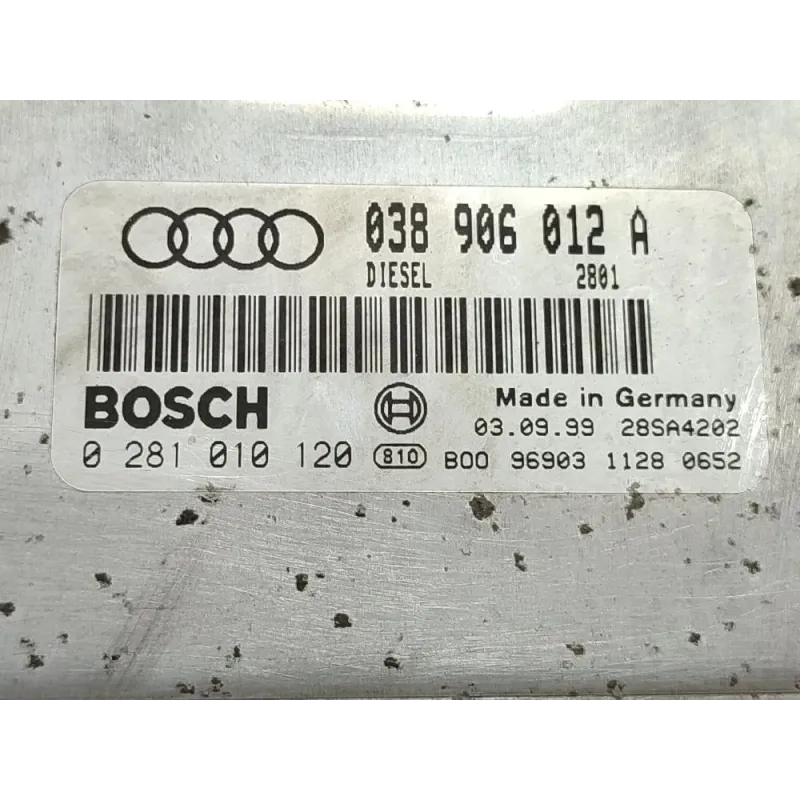 038 906 012 A
DIESEL 2801
BOSCH Made in Germany
03.09.99 28SA4202
0 281 010 120 810 B00 96903 1128 0652